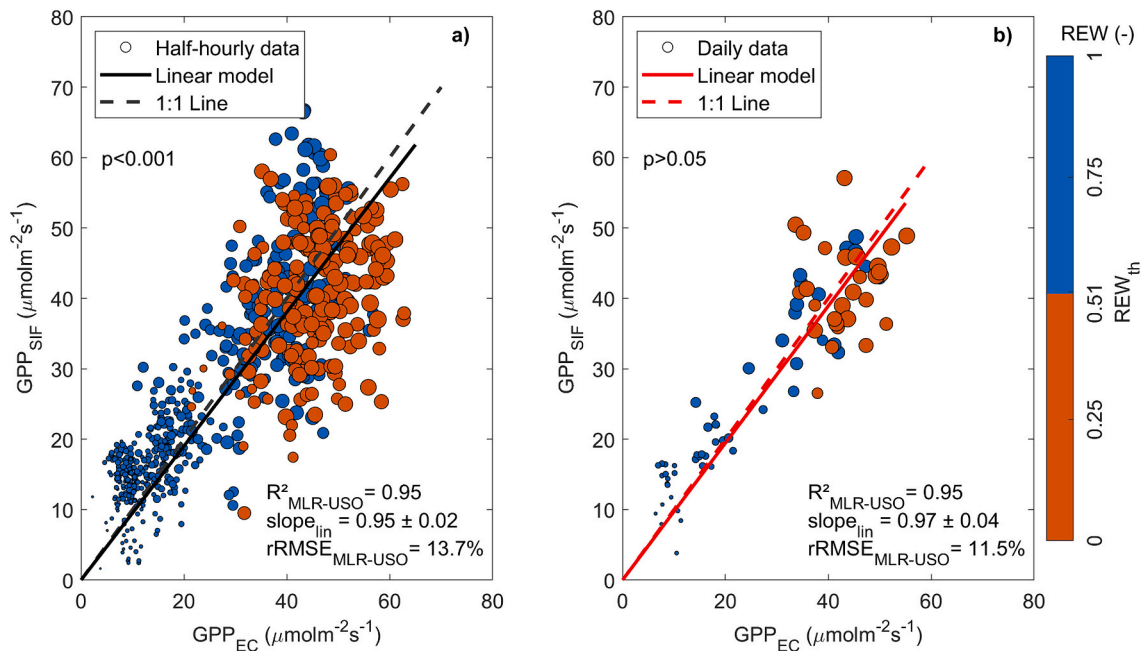 a)
Half-hourly data
Linear model
1:1 Line
p<0.001
80
70
60
50
40
30
20
10
0
GPP_SIF (μmolm⁻²s⁻¹)
R²_MLR-USO = 0.95
slope_lin = 0.95 ± 0.02
rRMSE_MLR-USO = 13.7%
0 20 40 60 80
GPP_EC (μmolm⁻²s⁻¹)
b)
Daily data
Linear model
1:1 Line
p>0.05
80
70
60
50
40
30
20
10
0
GPP_SIF (μmolm⁻²s⁻¹)
R²_MLR-USO = 0.95
slope_lin = 0.97 ± 0.04
rRMSE_MLR-USO = 11.5%
0 20 40 60 80
GPP_EC (μmolm⁻²s⁻¹)
REW (-)
1
0.75
0.51
0.25
0
REW_th